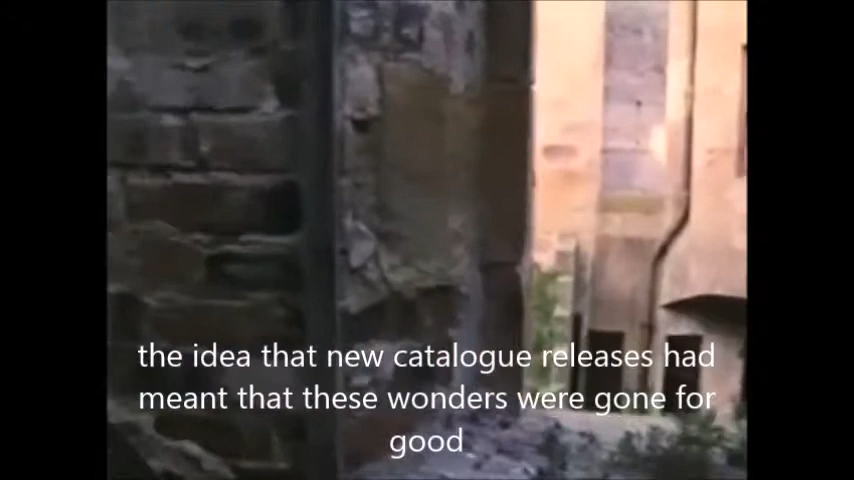 the idea that new catalogue releases had
meant that these wonders were gone for
good